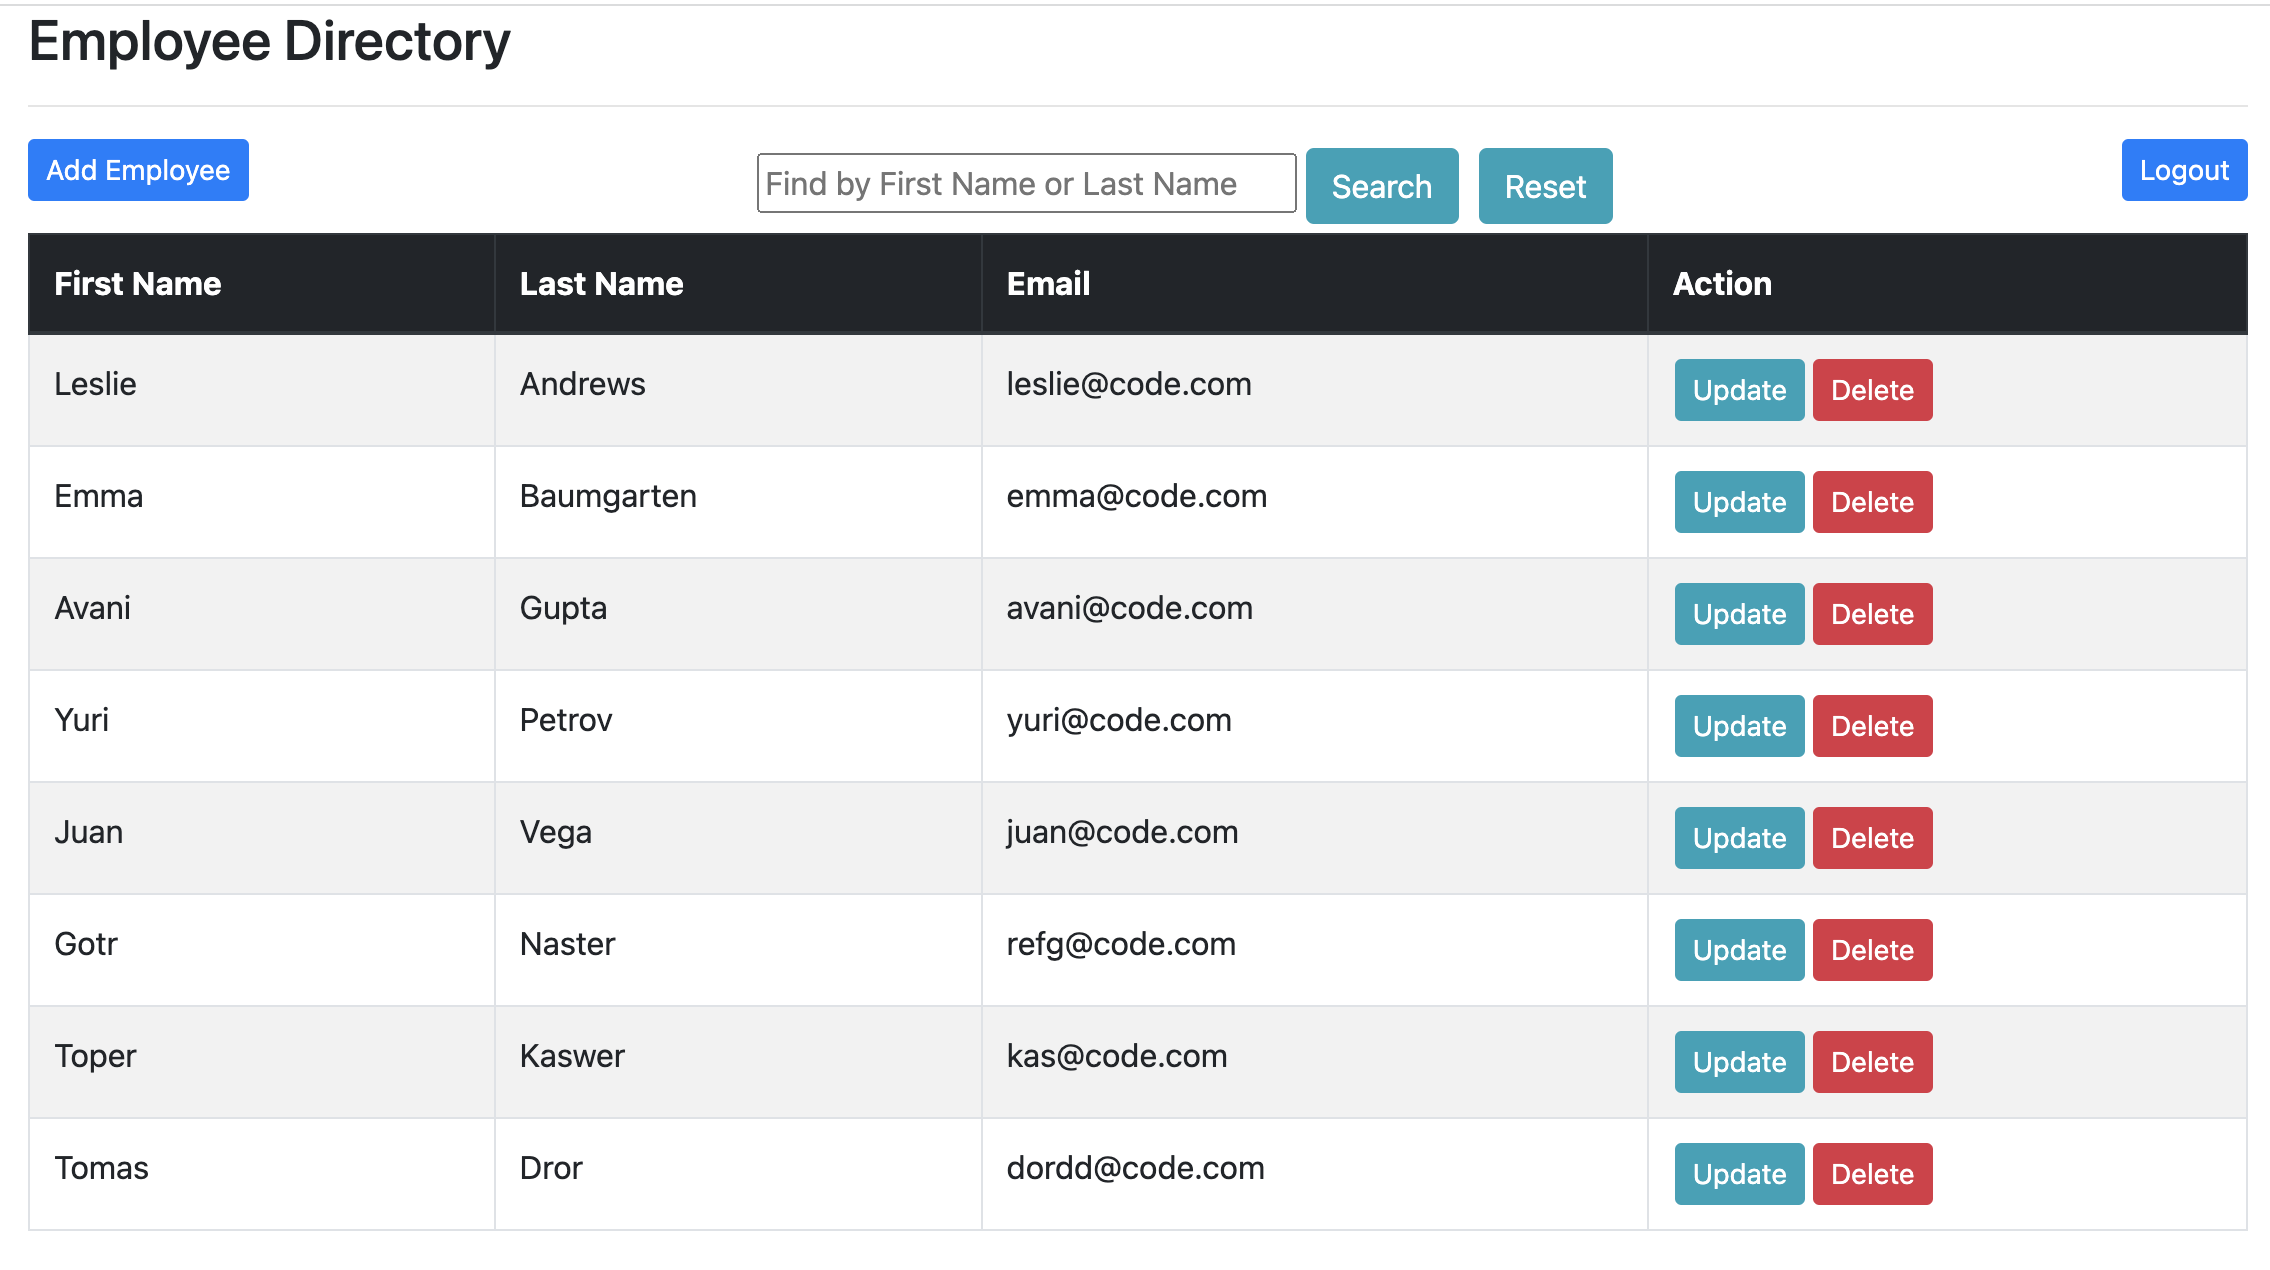 Employee Directory
Add Employee Find by First Name or Last Name Search Reset Logout
First Name Last Name Email Action
Leslie Andrews leslie@code.com Update Delete
Emma Baumgarten emma@code.com Update Delete
Avani Gupta avani@code.com Update Delete
Yuri Petrov yuri@code.com Update Delete
Juan Vega juan@code.com Update Delete
Gotr Naster refg@code.com Update Delete
Toper Kaswer kas@code.com Update Delete
Tomas Dror dordd@code.com Update Delete